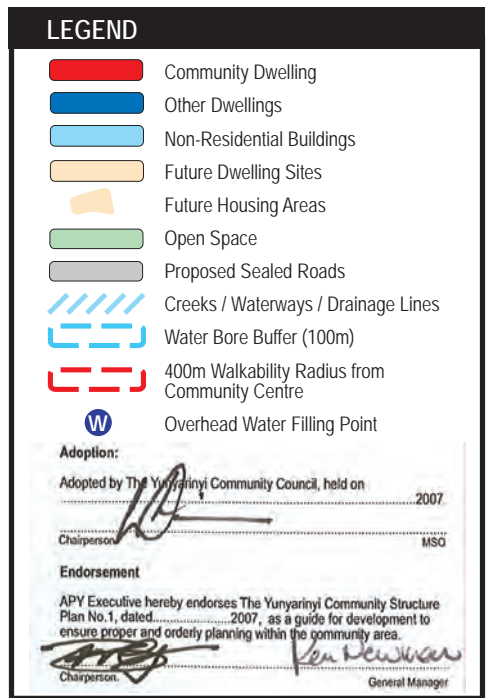 LEGEND
Community Dwelling
Other Dwellings
Non-Residential Buildings
Future Dwelling Sites
Future Housing Areas
Open Space
Proposed Sealed Roads
Creeks / Waterways / Drainage Lines
Water Bore Buffer (100m)
400m Walkability Radius from
Community Centre
W Overhead Water Filling Point
Adoption:
Adopted by The Yunyarinyi Community Council, held on
2007
Chairperson MSO
Endorsement
APY Executive hereby endorses The Yunyarinyi Community Structure
Plan No.1, dated....................2007, as a guide for development to
ensure proper and orderly planning within the community area.
Ken Newman
Chairperson. General Manager